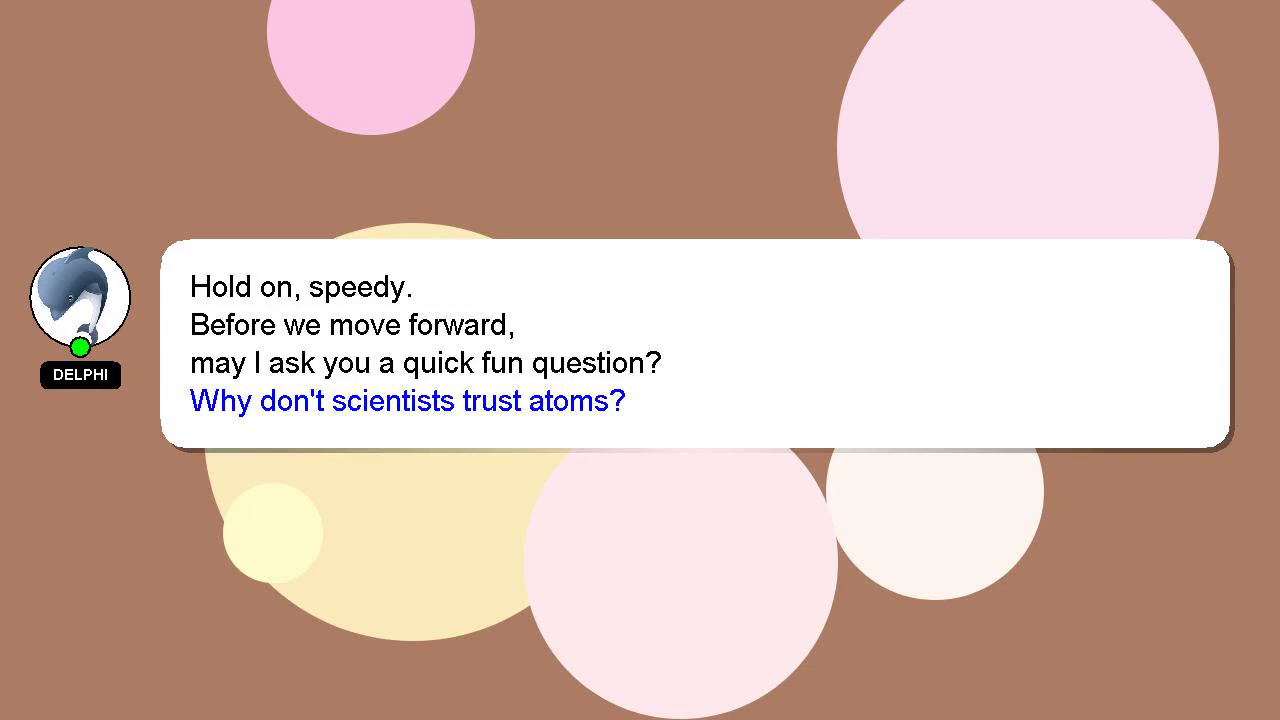 Hold on, speedy.
Before we move forward,
may I ask you a quick fun question?
Why don't scientists trust atoms?
DELPHI